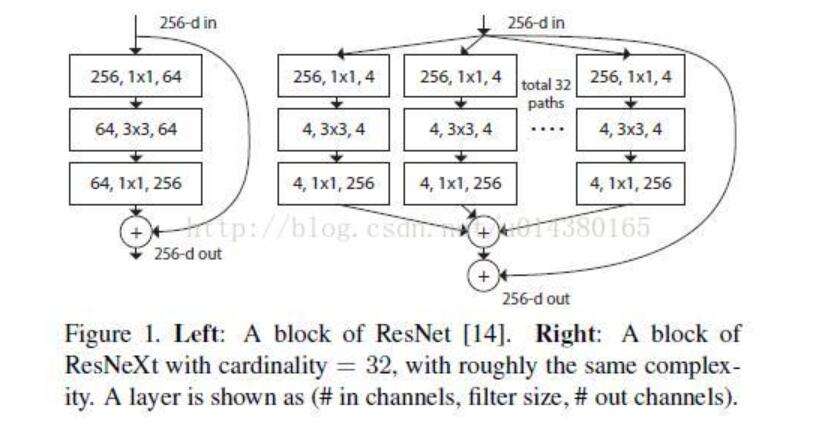 256-d in
256, 1x1, 64
64, 3x3, 64
64, 1x1, 256
+
256-d out
256-d in
256, 1x1, 4
256, 1x1, 4
total 32
paths
256, 1x1, 4
4, 3x3, 4
4, 3x3, 4
....
4, 3x3, 4
4, 1x1, 256
4, 1x1, 256
4, 1x1, 256
+
+
256-d out
http://blog.csdn.net/u014380165
Figure 1. Left: A block of ResNet [14]. Right: A block of
ResNeXt with cardinality = 32, with roughly the same complex-
ity. A layer is shown as (# in channels, filter size, # out channels).